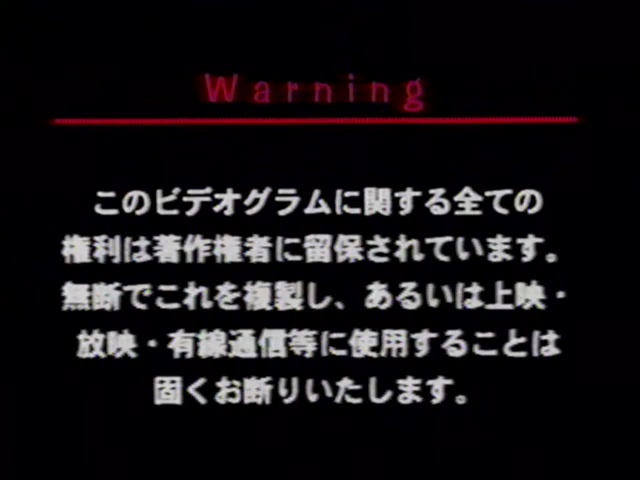 Warning
このビデオグラムに関する全ての
権利は著作権者に留保されています。
無断でこれを複製し、あるいは上映・
放映・有線通信等に使用することは
固くお断りいたします。